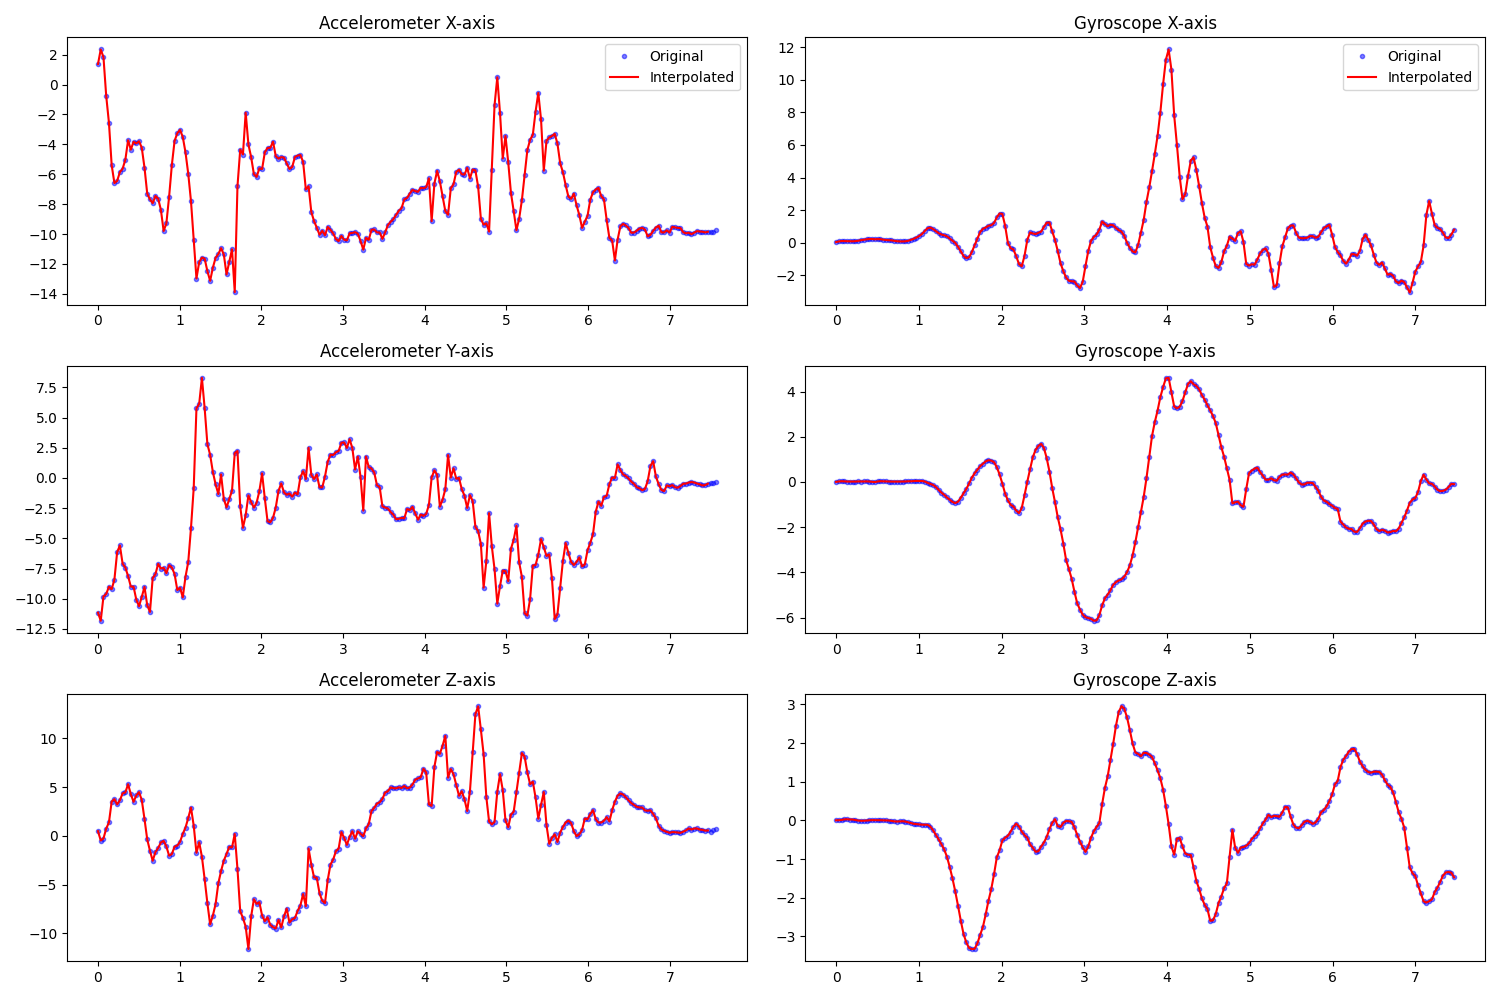 Accelerometer X-axis
2
0
−2
−4
−6
−8
−10
−12
−14
Original
Interpolated
0 1 2 3 4 5 6 7
Gyroscope X-axis
12
10
8
6
4
2
0
−2
Original
Interpolated
0 1 2 3 4 5 6 7
Accelerometer Y-axis
7.5
5.0
2.5
0.0
−2.5
−5.0
−7.5
−10.0
−12.5
0 1 2 3 4 5 6 7
Gyroscope Y-axis
4
2
0
−2
−4
−6
0 1 2 3 4 5 6 7
Accelerometer Z-axis
10
5
0
−5
−10
0 1 2 3 4 5 6 7
Gyroscope Z-axis
3
2
1
0
−1
−2
−3
0 1 2 3 4 5 6 7